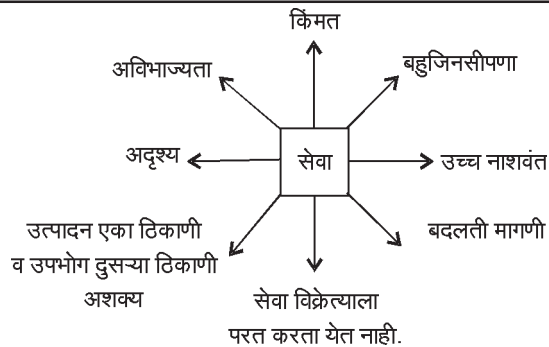 किंमत
अविभाज्यता
बहुजिनसीपणा
अदृश्य
सेवा
उच्च नाशवंत
उत्पादन एका ठिकाणी
व उपभोग दुसऱ्या ठिकाणी
अशक्य
बदलती मागणी
सेवा विक्रेत्याला
परत करता येत नाही.